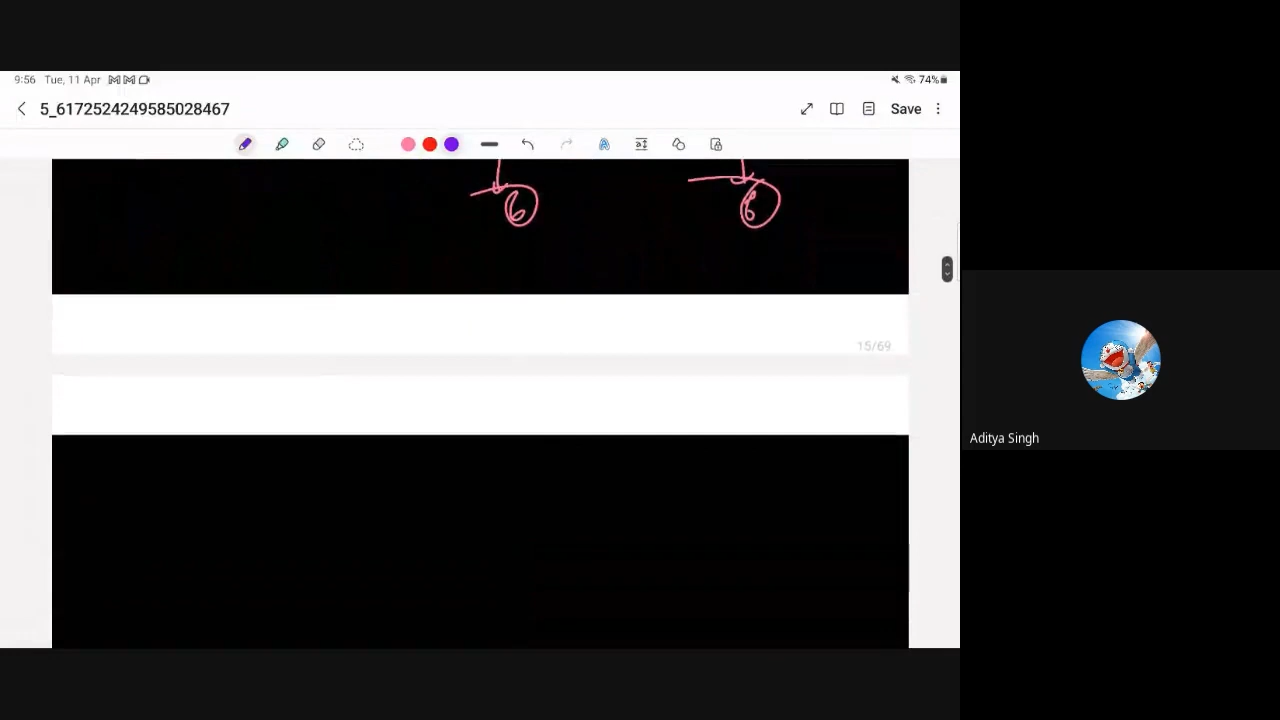 9:56 Tue, 11 Apr 74%
5_6172524249585028467 Save
6 6
15/69
Aditya Singh